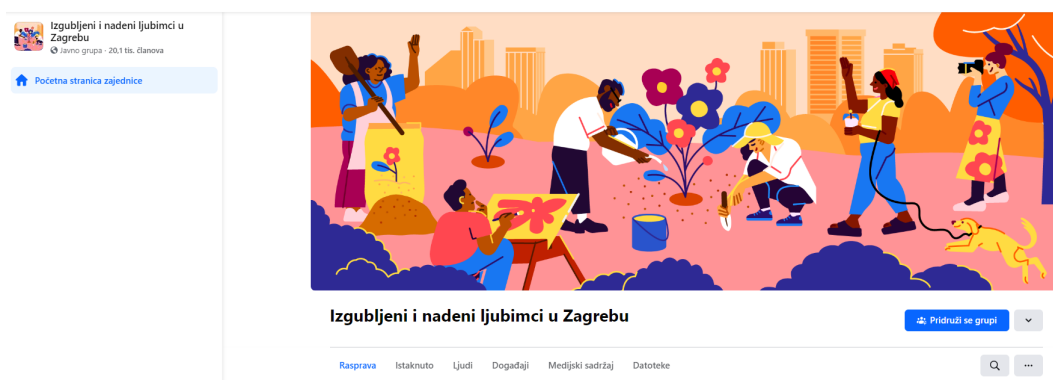 Izgubljeni i nađeni ljubimci u
Zagrebu
Javno grupa · 20,1 tis. članova
Početna stranica zajednice
Izgubljeni i nađeni ljubimci u Zagrebu
Pridruži se grupi
Rasprava Istaknuto Ljudi Događaji Medijski sadržaj Datoteke